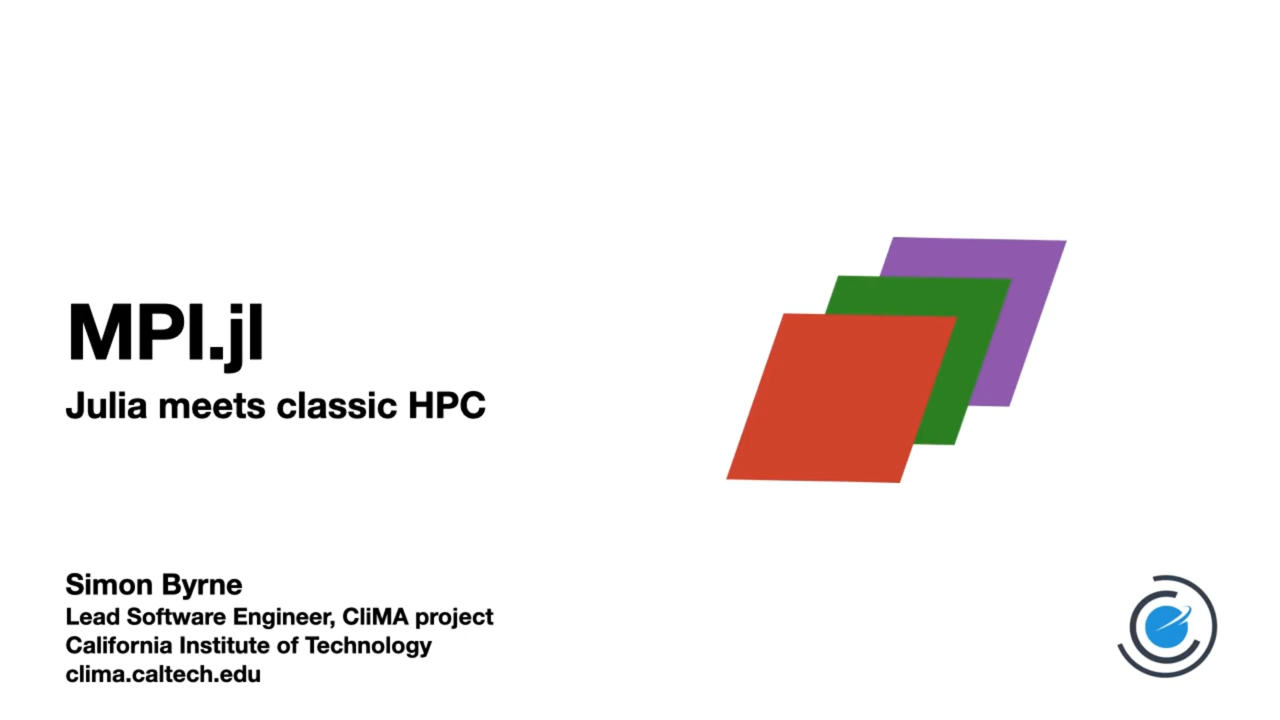 MPI.jl
Julia meets classic HPC
Simon Byrne
Lead Software Engineer, CliMA project
California Institute of Technology
clima.caltech.edu